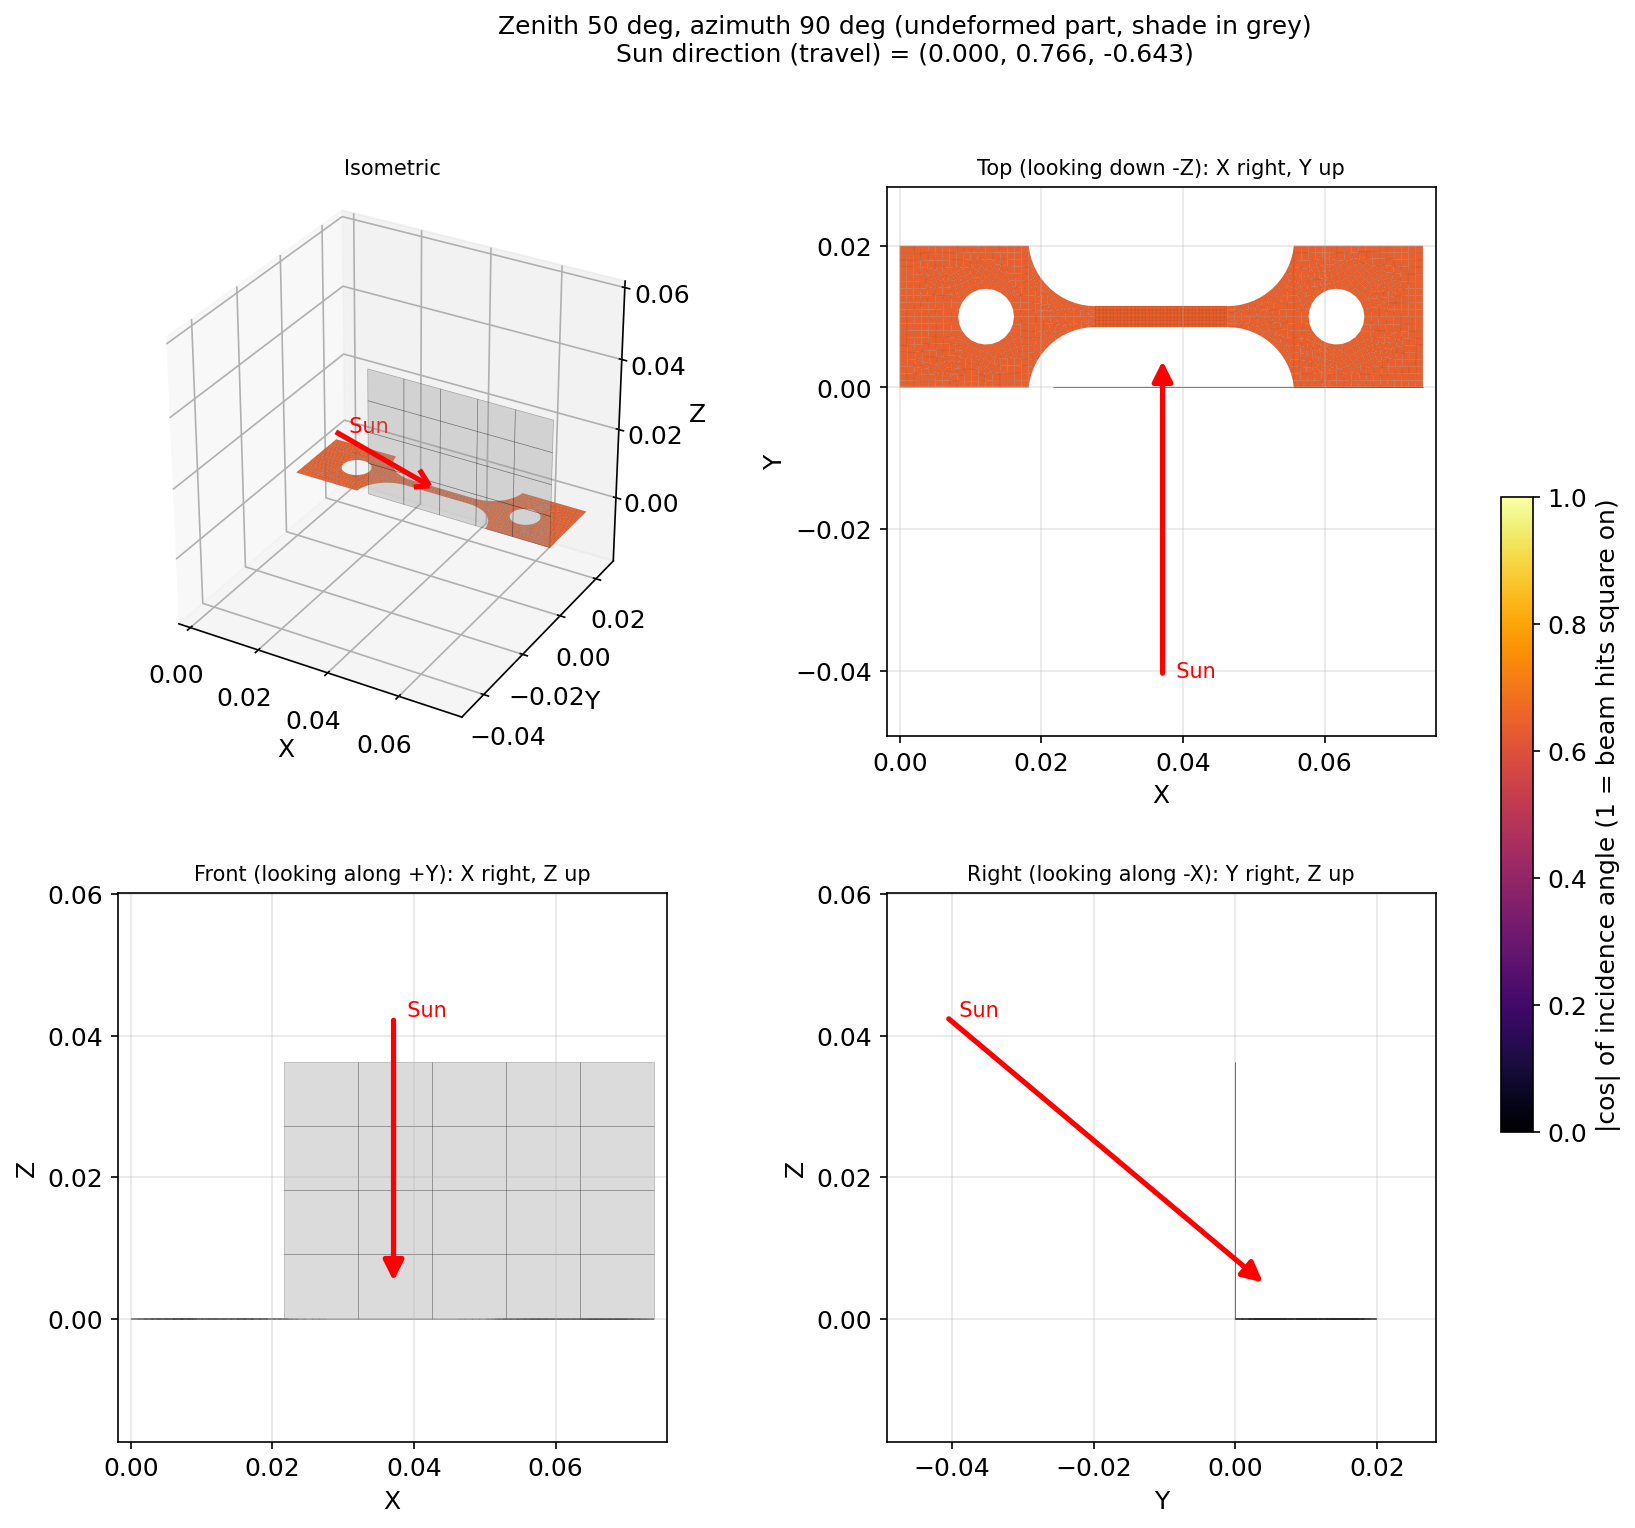 Zenith 50 deg, azimuth 90 deg (undeformed part, shade in grey)
Sun direction (travel) = (0.000, 0.766, -0.643)
Isometric
Sun
0.06
0.04
0.02
0.00
Z
0.02
0.00
−0.02
−0.04
Y
0.00
0.02
0.04
0.06
X
Top (looking down -Z): X right, Y up
0.02
0.00
−0.02
−0.04
Y
Sun
0.00
0.02
0.04
0.06
X
Front (looking along +Y): X right, Z up
0.06
0.04
0.02
0.00
Z
Sun
0.00
0.02
0.04
0.06
X
Right (looking along -X): Y right, Z up
0.06
0.04
0.02
0.00
Z
Sun
−0.04
−0.02
0.00
0.02
Y
1.0
0.8
0.6
0.4
0.2
0.0
|cos| of incidence angle (1 = beam hits square on)